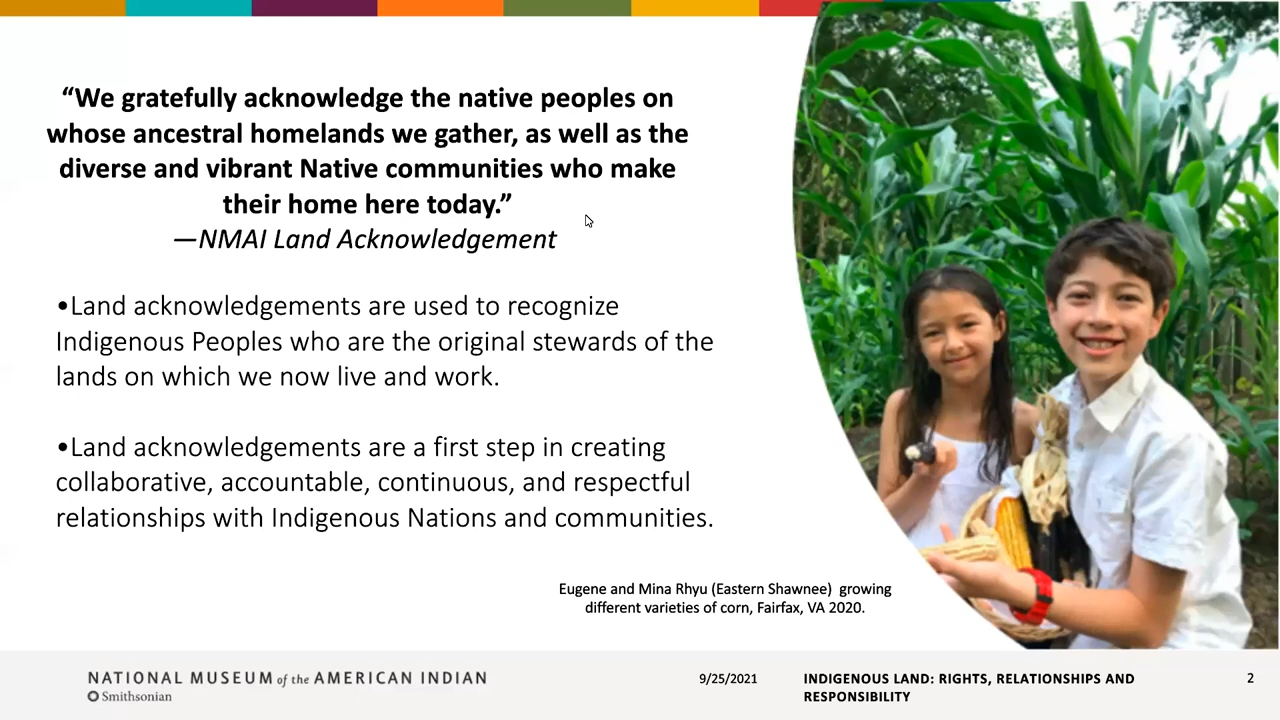 “We gratefully acknowledge the native peoples on
whose ancestral homelands we gather, as well as the
diverse and vibrant Native communities who make
their home here today.”
—NMAI Land Acknowledgement
•Land acknowledgements are used to recognize
Indigenous Peoples who are the original stewards of the
lands on which we now live and work.
•Land acknowledgements are a first step in creating
collaborative, accountable, continuous, and respectful
relationships with Indigenous Nations and communities.
Eugene and Mina Rhyu (Eastern Shawnee)  growing
different varieties of corn, Fairfax, VA 2020.
NATIONAL MUSEUM of the AMERICAN INDIAN
Smithsonian
9/25/2021
INDIGENOUS LAND: RIGHTS, RELATIONSHIPS AND
RESPONSIBILITY
2